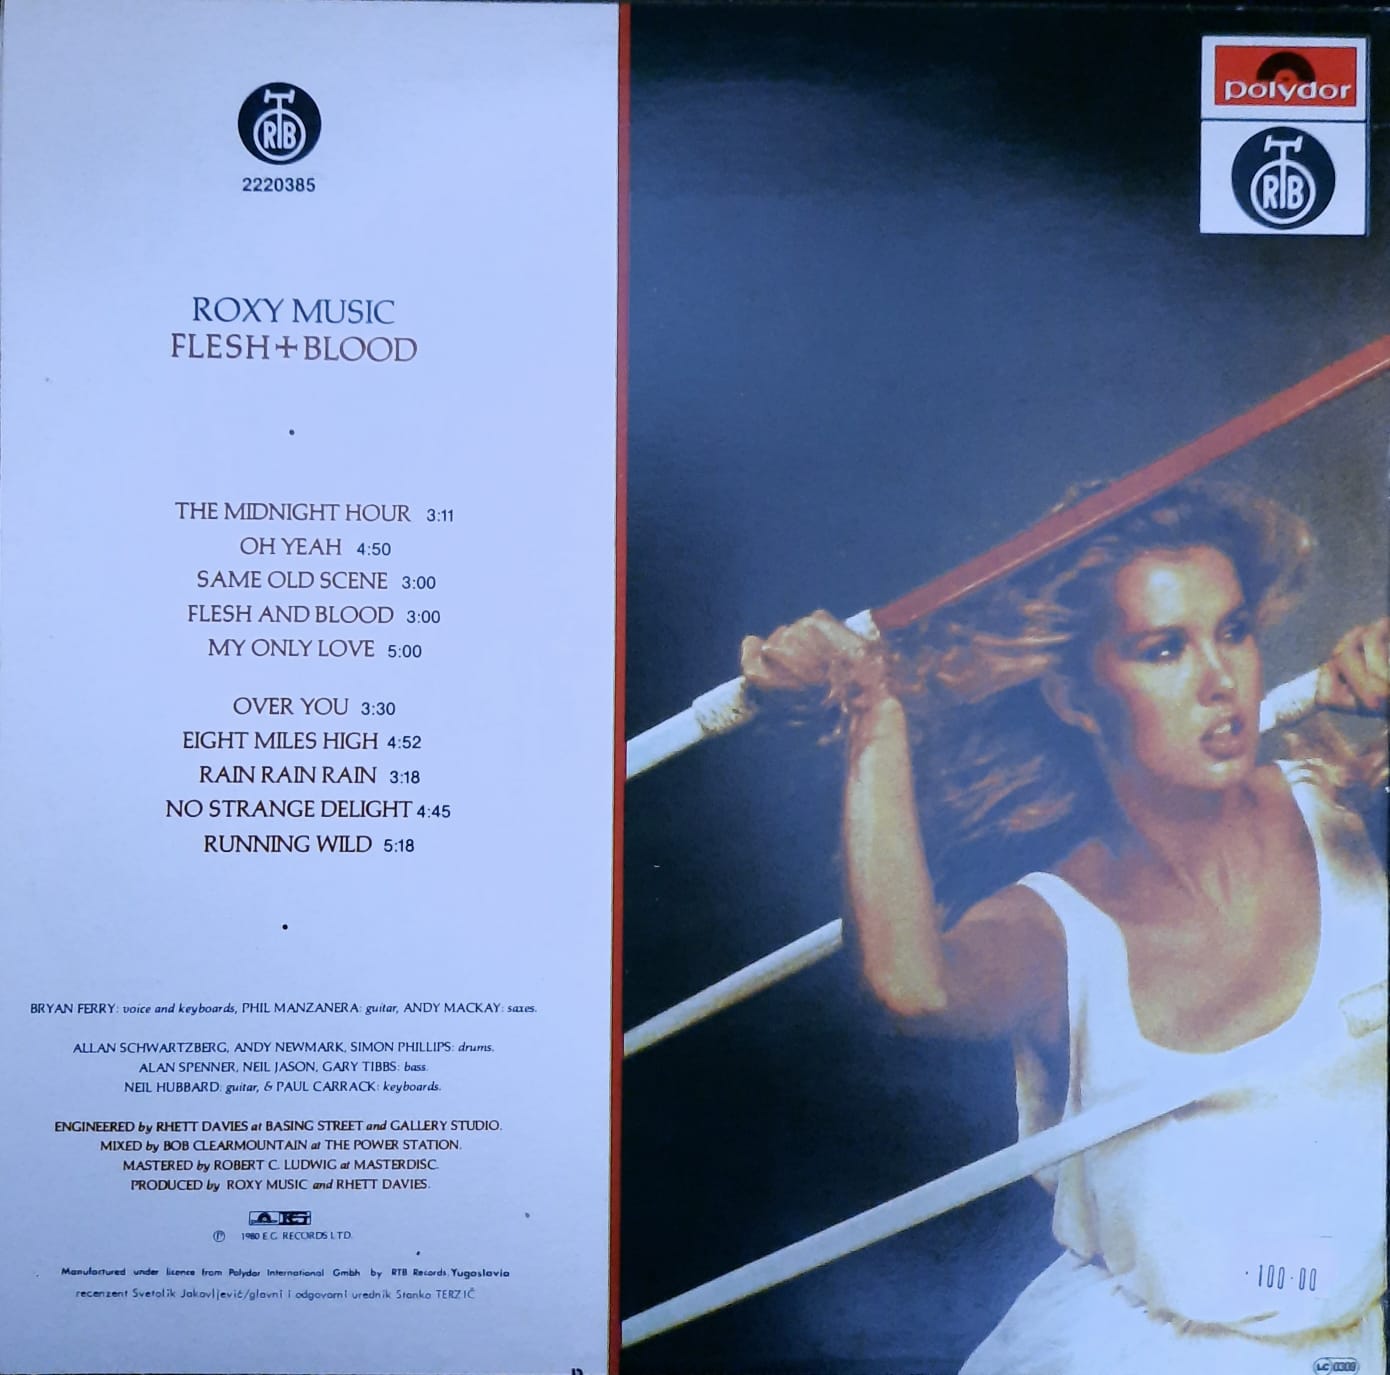 RTB
2220385
ROXY MUSIC
FLESH+BLOOD
THE MIDNIGHT HOUR 3:11
OH YEAH 4:50
SAME OLD SCENE 3:00
FLESH AND BLOOD 3:00
MY ONLY LOVE 5:00
OVER YOU 3:30
EIGHT MILES HIGH 4:52
RAIN RAIN RAIN 3:18
NO STRANGE DELIGHT 4:45
RUNNING WILD 5:18
BRYAN FERRY: voice and keyboards, PHIL MANZANERA: guitar, ANDY MACKAY: saxes.
ALLAN SCHWARTZBERG, ANDY NEWMARK, SIMON PHILLIPS: drums.
ALAN SPENNER, NEIL JASON, GARY TIBBS: bass.
NEIL HUBBARD: guitar, & PAUL CARRACK: keyboards.
ENGINEERED by RHETT DAVIES at BASING STREET and GALLERY STUDIO.
MIXED by BOB CLEARMOUNTAIN at THE POWER STATION.
MASTERED by ROBERT C. LUDWIG at MASTERDISC.
PRODUCED by ROXY MUSIC and RHETT DAVIES.
℗ 1980 E.G. RECORDS LTD.
Manufactured under licence from Polydor International Gmbh by RTB Records Yugoslavia
recenzent Svetolik Jakovljević/glavni i odgovorni urednik Stanko TERZIĆ
polydor
RTB
100.00
LC 0309